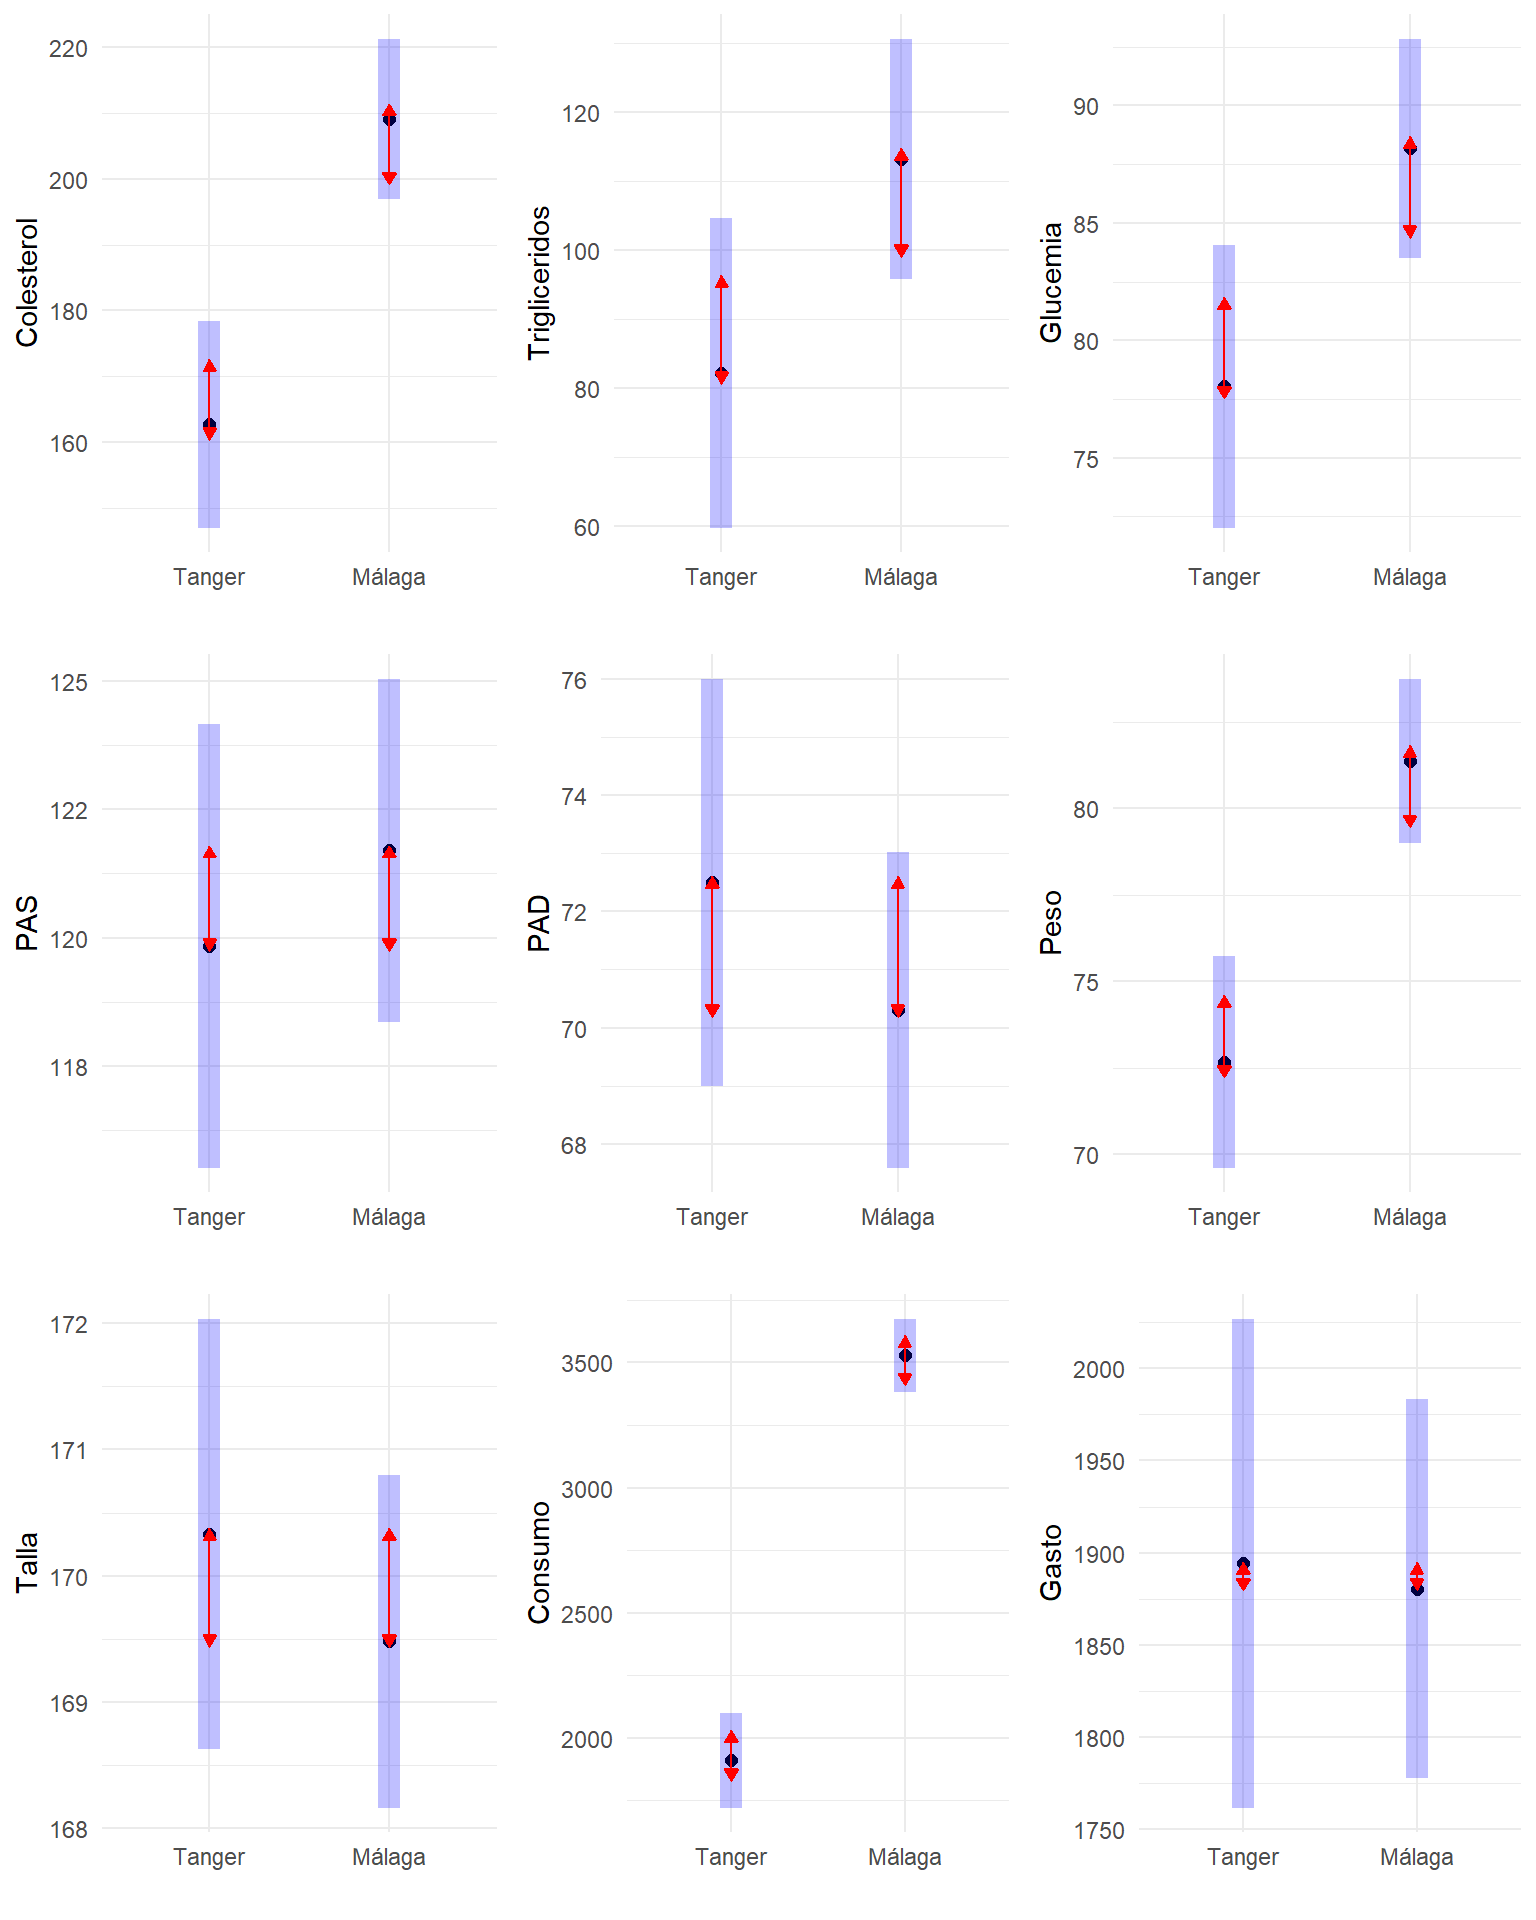 Colesterol
220
200
180
160
Tanger Málaga
Trigliceridos
120
100
80
60
Tanger Málaga
Glucemia
90
85
80
75
Tanger Málaga
PAS
125
122
120
118
Tanger Málaga
PAD
76
74
72
70
68
Tanger Málaga
Peso
80
75
70
Tanger Málaga
Talla
172
171
170
169
168
Tanger Málaga
Consumo
3500
3000
2500
2000
Tanger Málaga
Gasto
2000
1950
1900
1850
1800
1750
Tanger Málaga